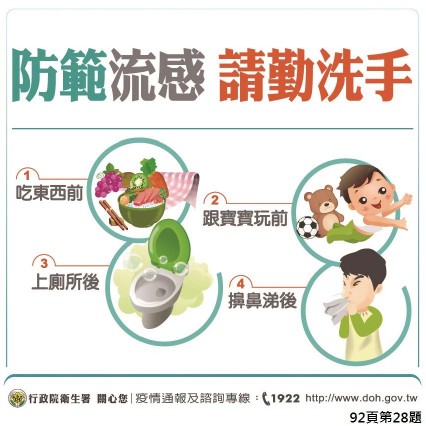 防範流感 請勤洗手
1
吃東西前
2
跟寶寶玩前
3
上廁所後
4
擤鼻涕後
行政院衛生署 關心您 | 疫情通報及諮詢專線：1922 http://www.doh.gov.tw
92頁第28題